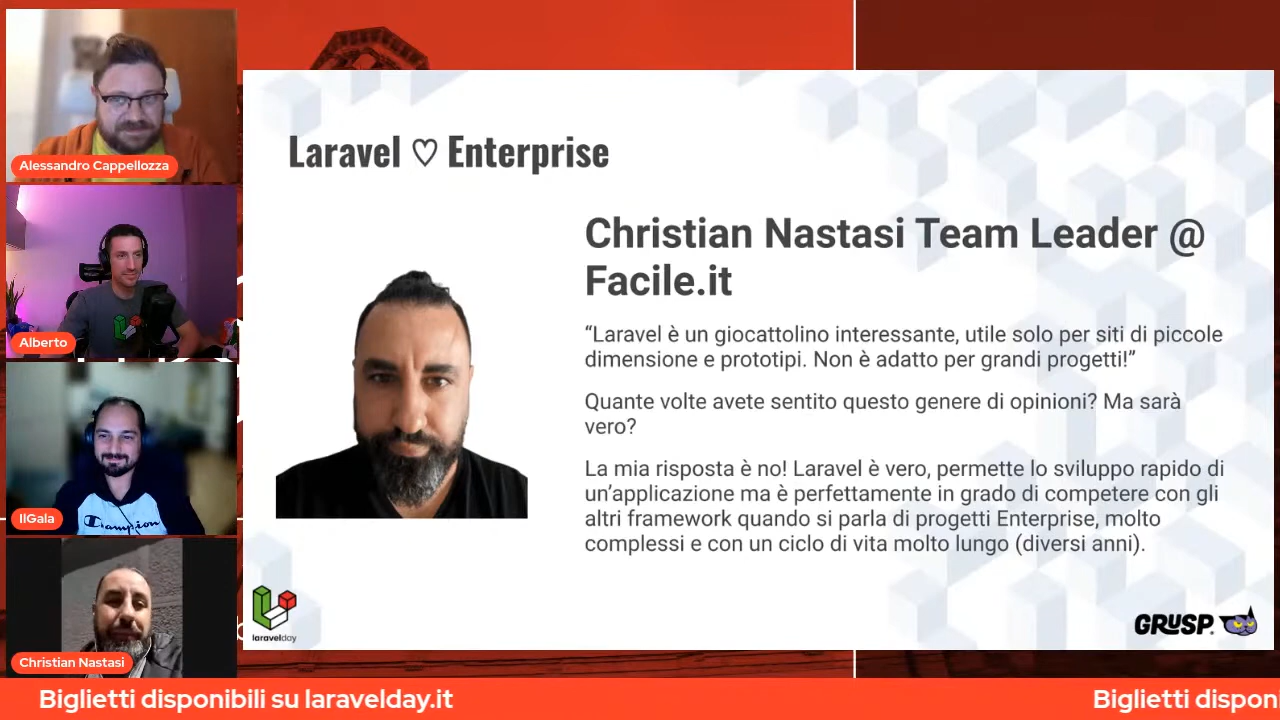 Alessandro Cappellozza
Alberto
IlGala
Champion
Christian Nastasi
Laravel ♡ Enterprise
Christian Nastasi Team Leader @
Facile.it
“Laravel è un giocattolino interessante, utile solo per siti di piccole
dimensione e prototipi. Non è adatto per grandi progetti!”
Quante volte avete sentito questo genere di opinioni? Ma sarà
vero?
La mia risposta è no! Laravel è vero, permette lo sviluppo rapido di
un’applicazione ma è perfettamente in grado di competere con gli
altri framework quando si parla di progetti Enterprise, molto
complessi e con un ciclo di vita molto lungo (diversi anni).
laravelday
GRUSP.
Biglietti disponibili su laravelday.it
Biglietti dispon